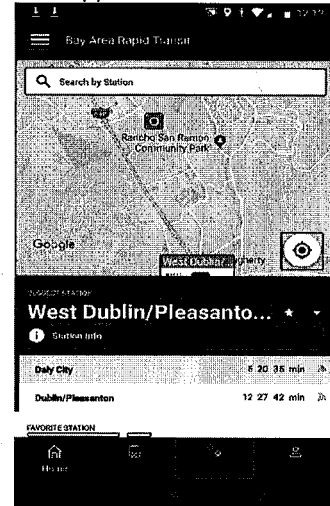 Bay Area Rapid Transit
Search by Station
Rancho San Ramon
Community Park
Google
West Dublin/
West Dublin/Pleasanto...
Station Info
Daly City 5 20 35 min
Dublin/Pleasanton 12 27 42 min
FAVORITE STATION
Home